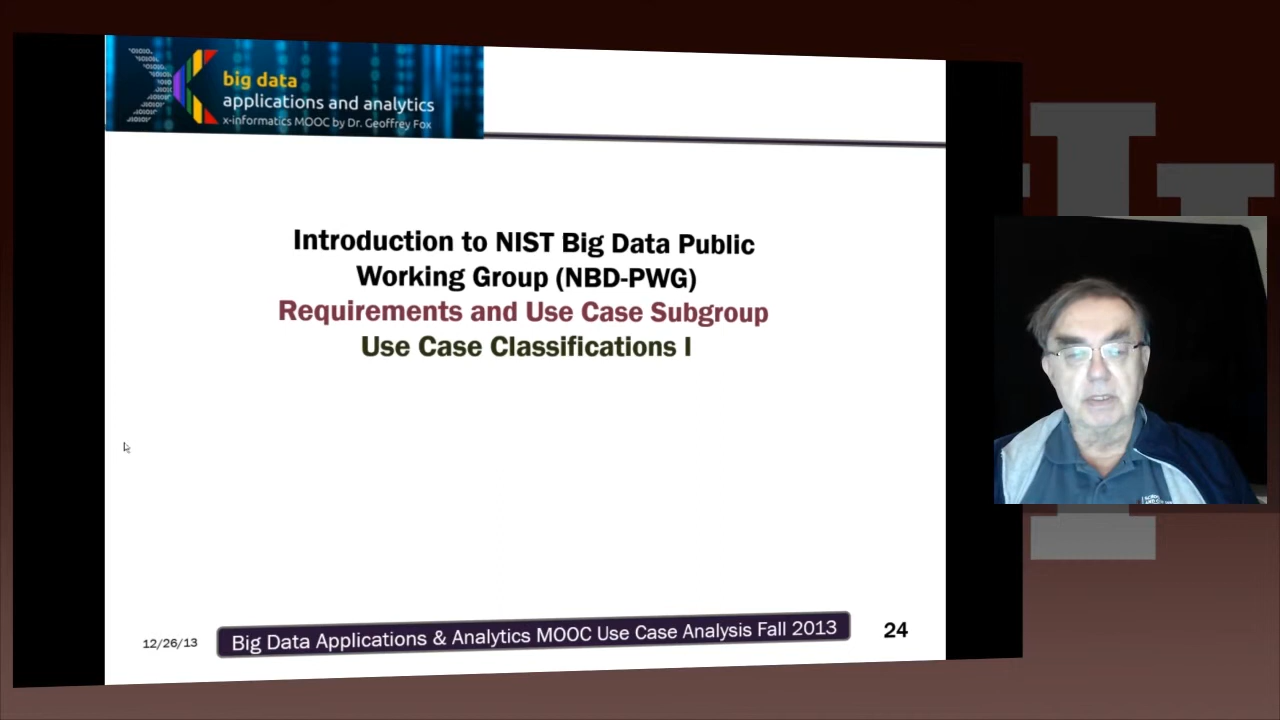 big data
applications and analytics
x-informatics MOOC by Dr. Geoffrey Fox
Introduction to NIST Big Data Public
Working Group (NBD-PWG)
Requirements and Use Case Subgroup
Use Case Classifications I
12/26/13
Big Data Applications & Analytics MOOC Use Case Analysis Fall 2013
24